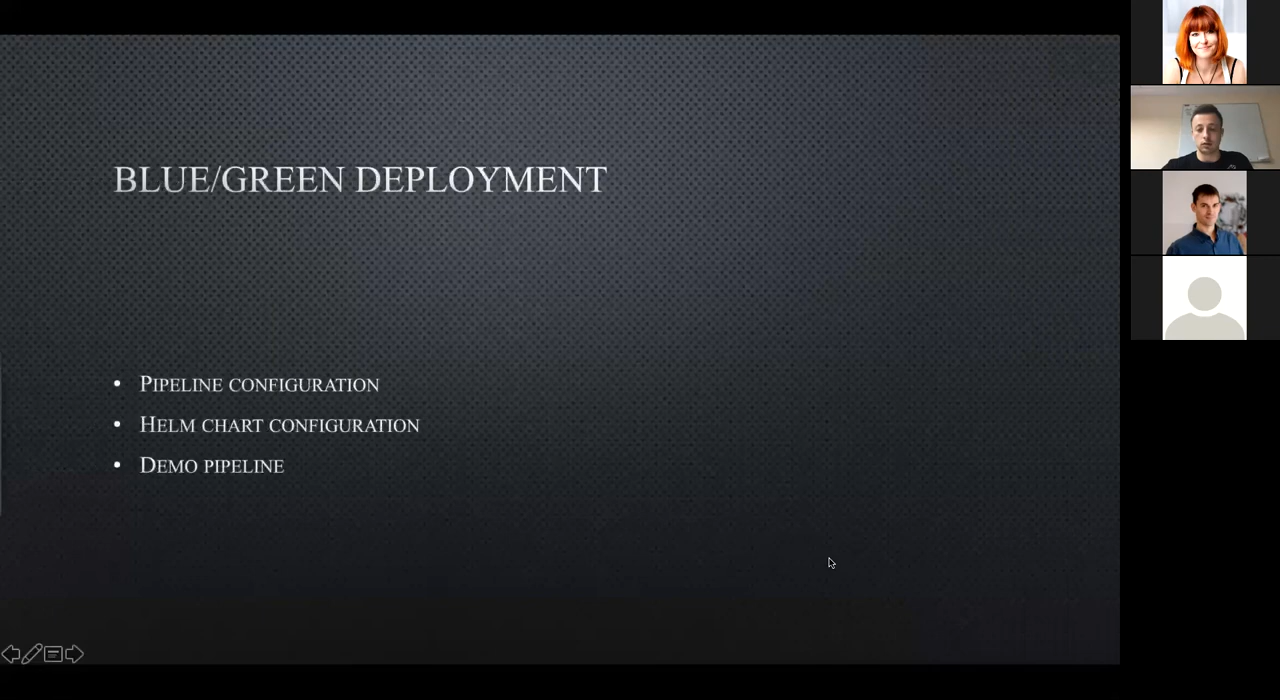 BLUE/GREEN DEPLOYMENT
• PIPELINE CONFIGURATION
• HELM CHART CONFIGURATION
• DEMO PIPELINE